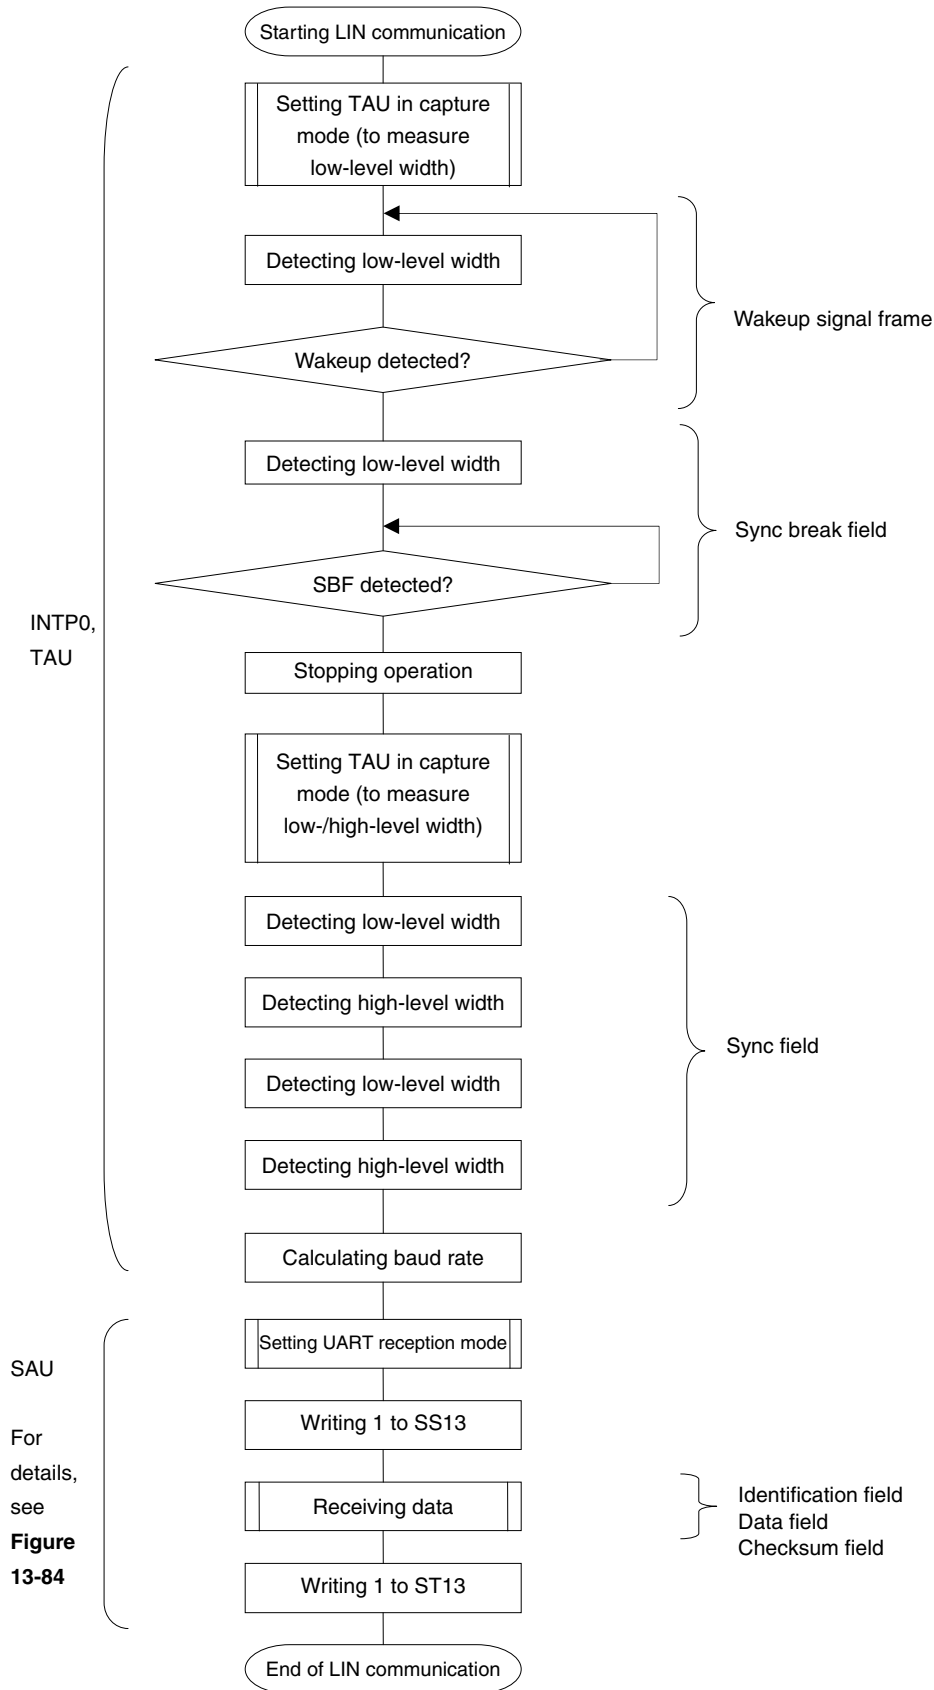 Starting LIN communication
Setting TAU in capture
mode (to measure
low-level width)
Detecting low-level width
Wakeup signal frame
Wakeup detected?
Detecting low-level width
Sync break field
SBF detected?
INTP0,
TAU
Stopping operation
Setting TAU in capture
mode (to measure
low-/high-level width)
Detecting low-level width
Detecting high-level width
Sync field
Detecting low-level width
Detecting high-level width
Calculating baud rate
Setting UART reception mode
SAU
For
details,
see
Figure
13-84
Writing 1 to SS13
Receiving data
Identification field
Data field
Checksum field
Writing 1 to ST13
End of LIN communication